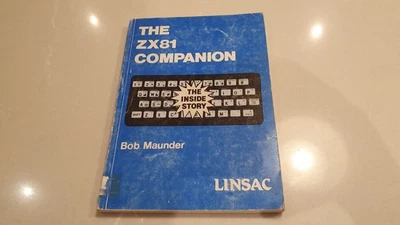 THE
ZX81
COMPANION
THE
INSIDE
STORY
Bob Maunder
LINSAC